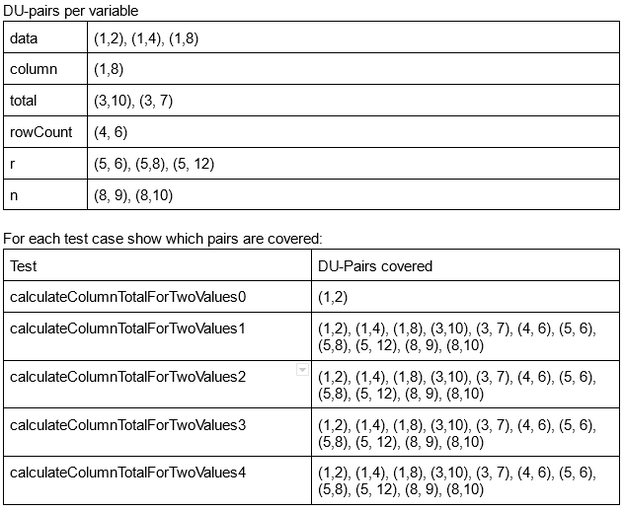 DU-pairs per variable
data (1,2), (1,4), (1,8)
column (1,8)
total (3,10), (3, 7)
rowCount (4, 6)
r (5, 6), (5,8), (5, 12)
n (8, 9), (8,10)
For each test case show which pairs are covered:
Test DU-Pairs covered
calculateColumnTotalForTwoValues0 (1,2)
calculateColumnTotalForTwoValues1 (1,2), (1,4), (1,8), (3,10), (3, 7), (4, 6), (5, 6),
(5,8), (5, 12), (8, 9), (8,10)
calculateColumnTotalForTwoValues2 (1,2), (1,4), (1,8), (3,10), (3, 7), (4, 6), (5, 6),
(5,8), (5, 12), (8, 9), (8,10)
calculateColumnTotalForTwoValues3 (1,2), (1,4), (1,8), (3,10), (3, 7), (4, 6), (5, 6),
(5,8), (5, 12), (8, 9), (8,10)
calculateColumnTotalForTwoValues4 (1,2), (1,4), (1,8), (3,10), (3, 7), (4, 6), (5, 6),
(5,8), (5, 12), (8, 9), (8,10)